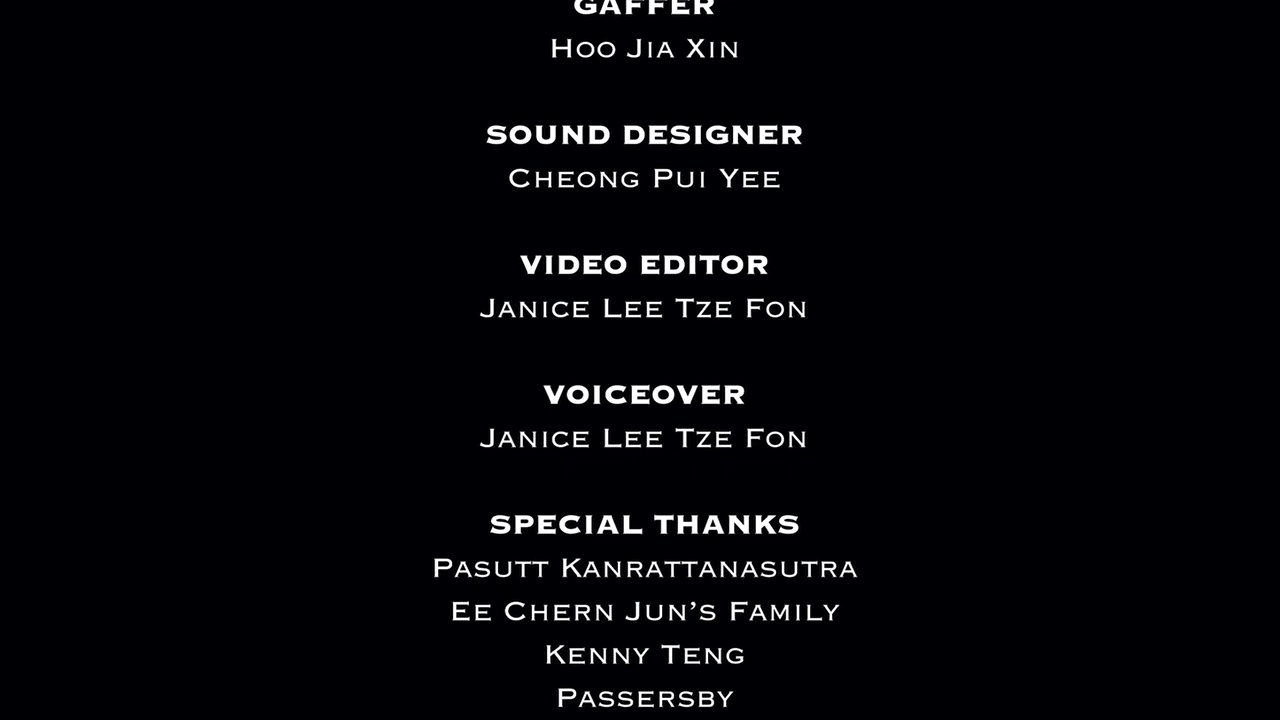 GAFFER
HOO JIA XIN
SOUND DESIGNER
CHEONG PUI YEE
VIDEO EDITOR
JANICE LEE TZE FON
VOICEOVER
JANICE LEE TZE FON
SPECIAL THANKS
PASUTT KANRATTANASUTRA
EE CHERN JUN’S FAMILY
KENNY TENG
PASSERSBY